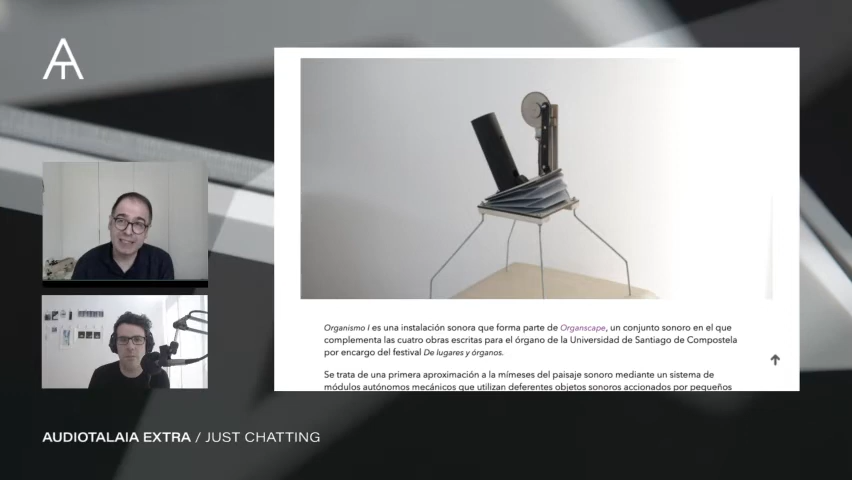 AT
Organismo I es una instalación sonora que forma parte de Organscape, un conjunto sonoro en el que
complementa las cuatro obras escritas para el órgano de la Universidad de Santiago de Compostela
por encargo del festival De lugares y órganos.
Se trata de una primera aproximación a la mímeses del paisaje sonoro mediante un sistema de
módulos autónomos mecánicos que utilizan deferentes objetos sonoros accionados por pequeños
AUDIOTALAIA EXTRA / JUST CHATTING